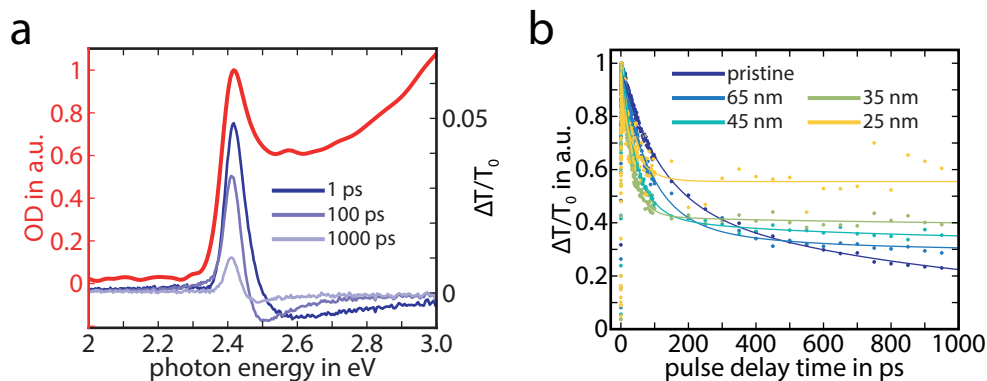 a
OD in a.u.
1
0.8
0.6
0.4
0.2
0
2
2.2
2.4
2.6
2.8
3.0
photon energy in eV
0.05
0
ΔT/T0
1 ps
100 ps
1000 ps
b
ΔT/T0 in a.u.
1
0.8
0.6
0.4
0.2
0
0
200
400
600
800
1000
pulse delay time in ps
pristine
65 nm
35 nm
45 nm
25 nm